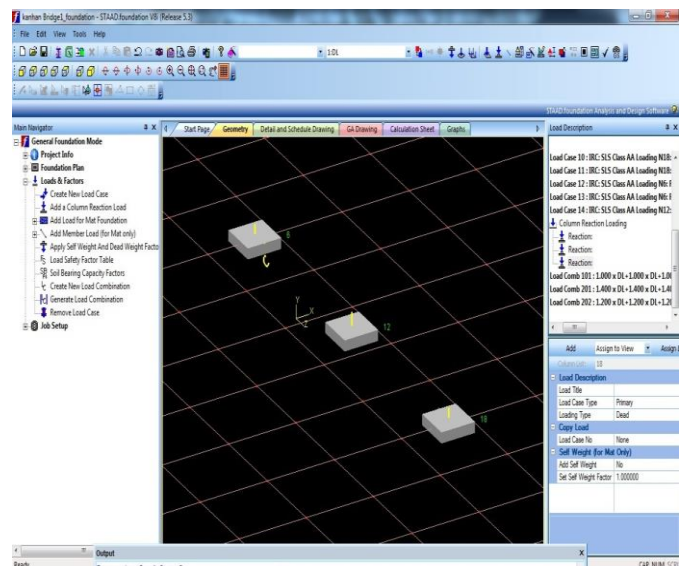 kanhan Bridge1_foundation - STAAD.foundation V8i (Release 5.3)
File Edit View Tools Help
1:DL
STAAD.foundation Analysis and Design Software
Main Navigator
General Foundation Mode
Project Info
Foundation Plan
Loads & Factors
Create New Load Case
Add a Column Reaction Load
Add Load for Mat Foundation
Add Member Load (for Mat only)
Apply Self Weight And Dead Weight Facto
Load Safety Factor Table
Soil Bearing Capacity Factors
Create New Load Combination
Generate Load Combination
Remove Load Case
Job Setup
Start Page Geometry Detail and Schedule Drawing GA Drawing Calculation Sheet Graphs
6
12
18
Y
X
Z
Load Description
Load Case 10 : IRC: SLS Class AA Loading N18:
Load Case 11 : IRC: SLS Class AA Loading N18:
Load Case 12 : IRC: SLS Class AA Loading N6: F
Load Case 13 : IRC: SLS Class AA Loading N6: F
Load Case 14 : IRC: SLS Class AA Loading N12:
Column Reaction Loading
Reaction:
Reaction:
Reaction:
Load Comb 101 : 1.000 x DL+1.000 x DL+1.00
Load Comb 201 : 1.400 x DL+1.400 x DL+1.4
Load Comb 202 : 1.200 x DL+1.200 x DL+1.2
Add Assign to View Assign
Column List: 18
Load Description
Load Title
Load Case Type Primary
Loading Type Dead
Copy Load
Load Case No None
Self Weight (for Mat Only)
Add Self Weight No
Set Self Weight Factor 1.000000
Output
Ready
CAP NUM SCRL